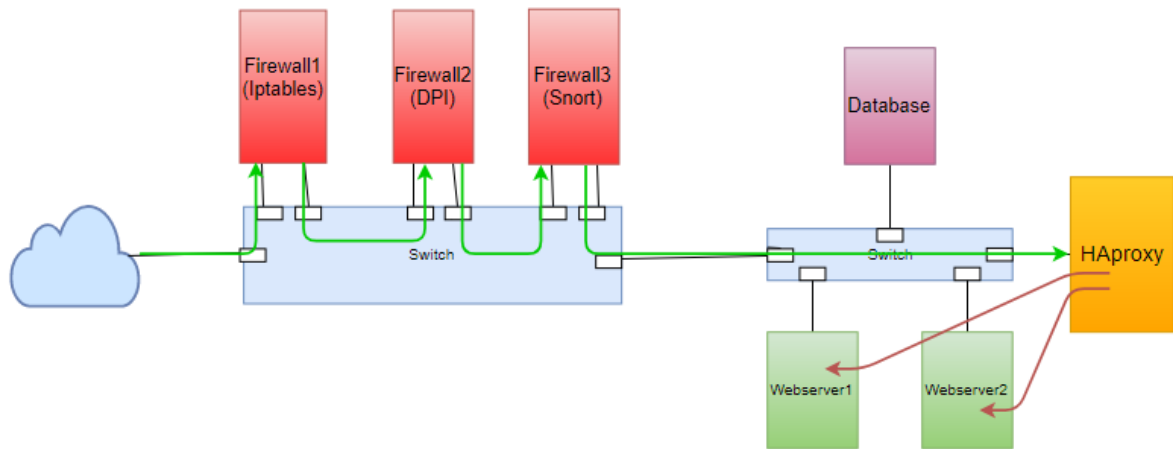 Firewall1
(Iptables)
Firewall2
(DPI)
Firewall3
(Snort)
Database
Switch
Switch
HAproxy
Webserver1
Webserver2